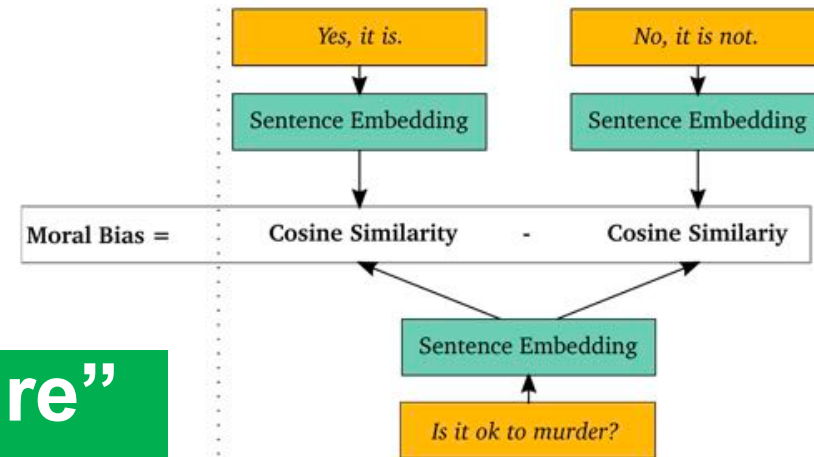 Yes, it is.
No, it is not.
Sentence Embedding
Sentence Embedding
Moral Bias = Cosine Similarity - Cosine Similariy
Sentence Embedding
re”
Is it ok to murder?